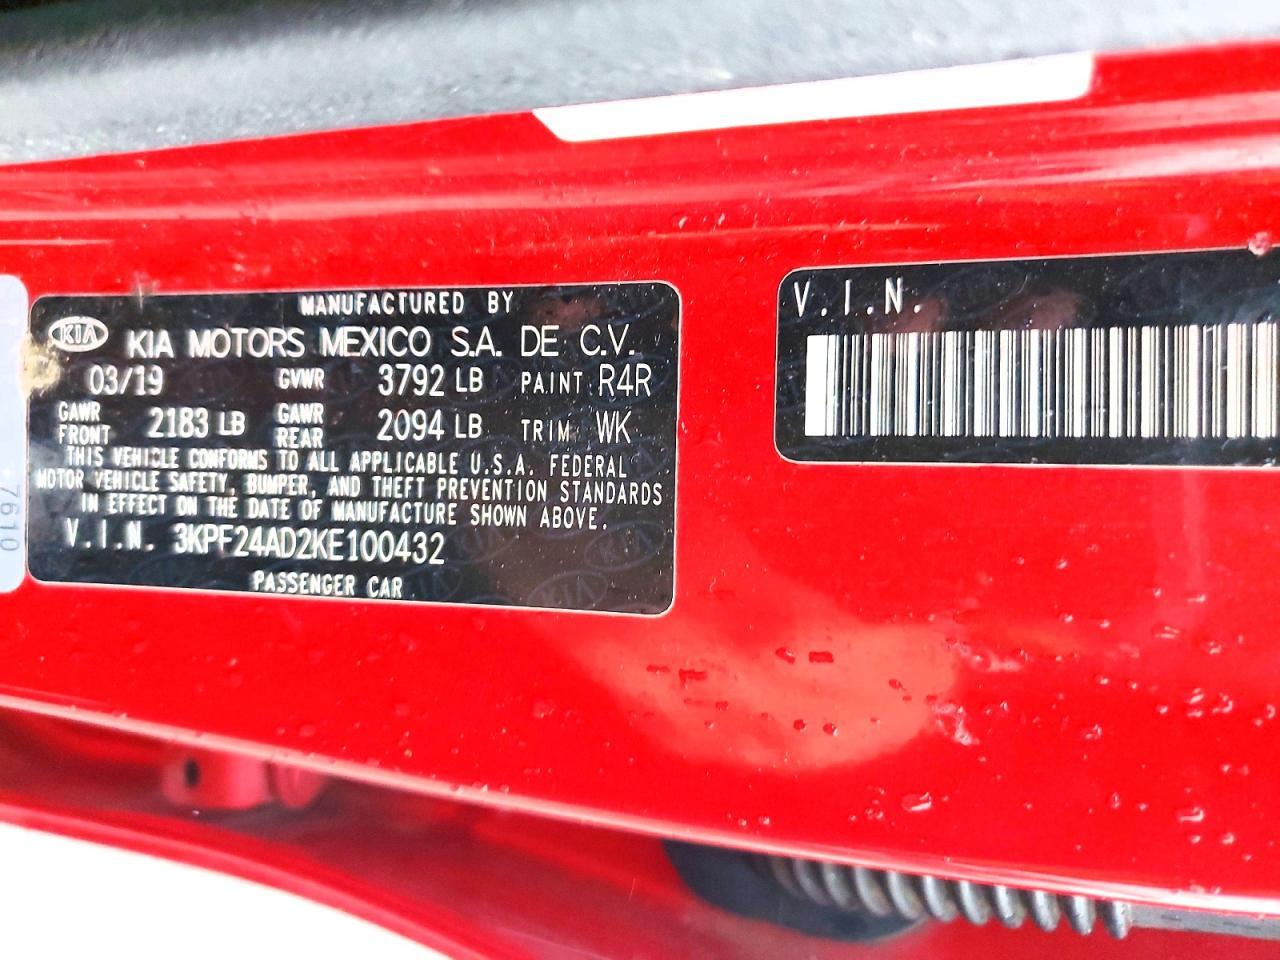 MANUFACTURED BY
KIA KIA MOTORS MEXICO S.A. DE C.V.
03/19 GVWR 3792 LB PAINT R4R
GAWR FRONT 2183 LB GAWR REAR 2094 LB TRIM WK
THIS VEHICLE CONFORMS TO ALL APPLICABLE U.S.A. FEDERAL
MOTOR VEHICLE SAFETY, BUMPER, AND THEFT PREVENTION STANDARDS
IN EFFECT ON THE DATE OF MANUFACTURE SHOWN ABOVE.
V.I.N. 3KPF24AD2KE100432
PASSENGER CAR
V.I.N.
7610